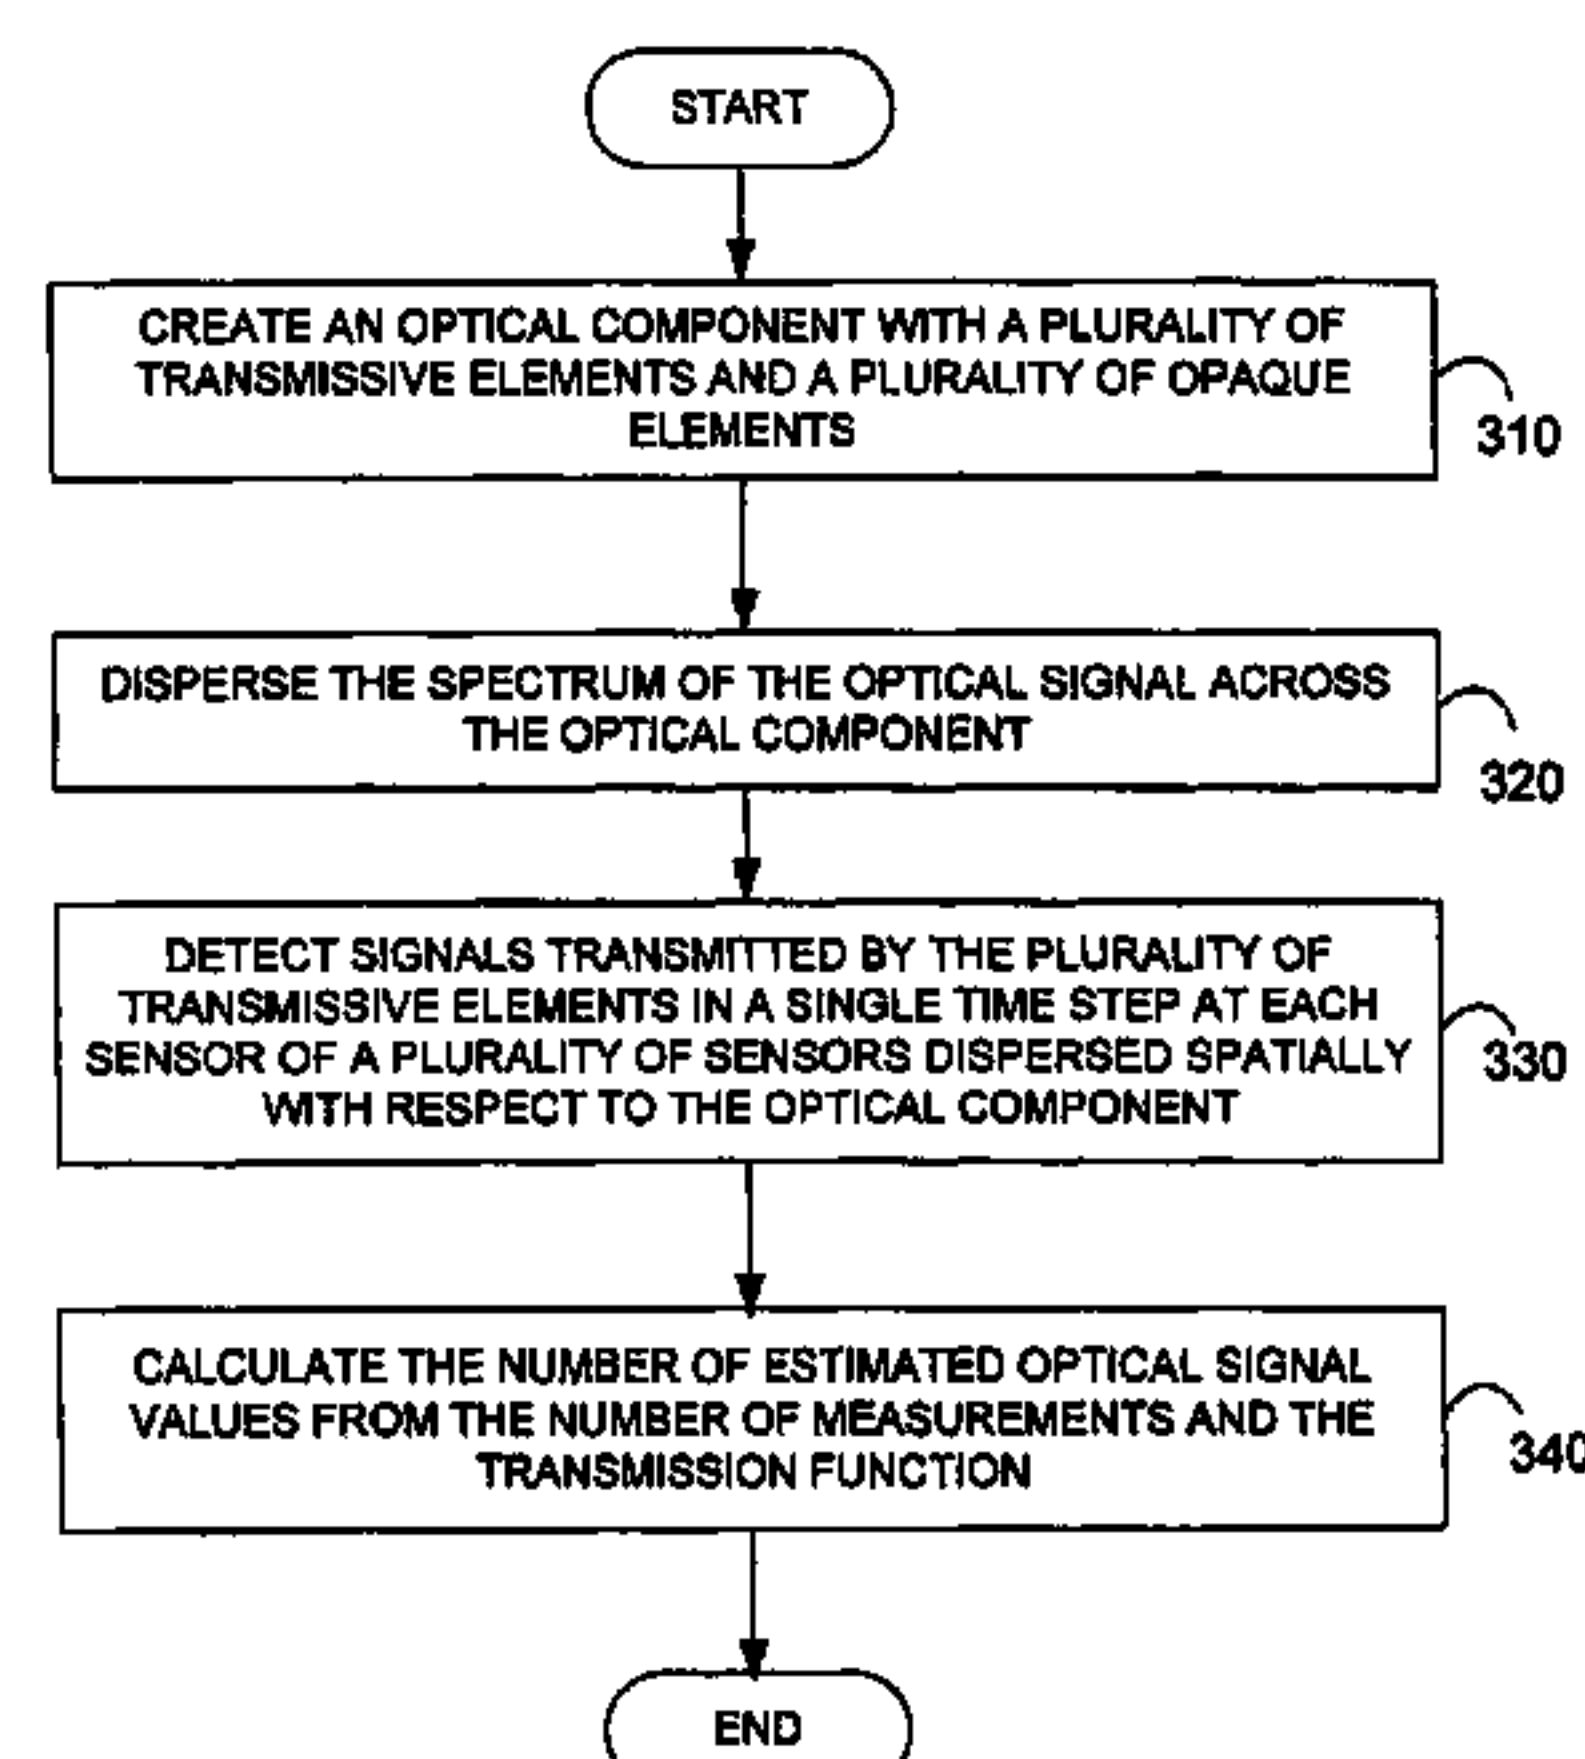 START
CREATE AN OPTICAL COMPONENT WITH A PLURALITY OF
TRANSMISSIVE ELEMENTS AND A PLURALITY OF OPAQUE
ELEMENTS
310
DISPERSE THE SPECTRUM OF THE OPTICAL SIGNAL ACROSS
THE OPTICAL COMPONENT
320
DETECT SIGNALS TRANSMITTED BY THE PLURALITY OF
TRANSMISSIVE ELEMENTS IN A SINGLE TIME STEP AT EACH
SENSOR OF A PLURALITY OF SENSORS DISPERSED SPATIALLY
WITH RESPECT TO THE OPTICAL COMPONENT
330
CALCULATE THE NUMBER OF ESTIMATED OPTICAL SIGNAL
VALUES FROM THE NUMBER OF MEASUREMENTS AND THE
TRANSMISSION FUNCTION
340
END